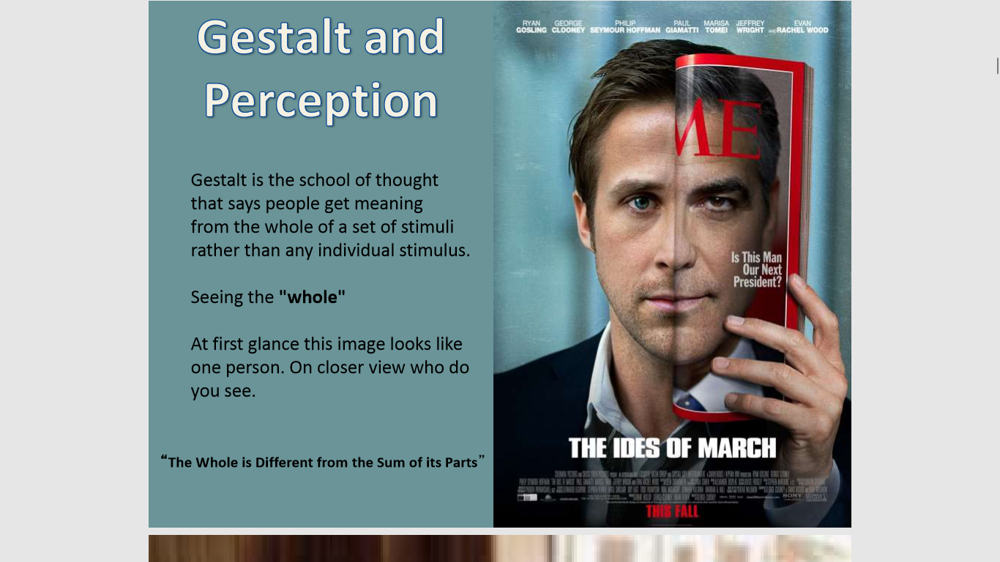 Gestalt and
Perception
Gestalt is the school of thought
that says people get meaning
from the whole of a set of stimuli
rather than any individual stimulus.
Seeing the "whole"
At first glance this image looks like
one person. On closer view who do
you see.
“The Whole is Different from the Sum of its Parts”
RYAN GOSLING GEORGE CLOONEY PHILIP SEYMOUR HOFFMAN PAUL GIAMATTI MARISA TOMEI JEFFREY WRIGHT AND EVAN RACHEL WOOD
ME
Is This Man
Our Next
President?
THE IDES OF MARCH
SONY
THIS FALL